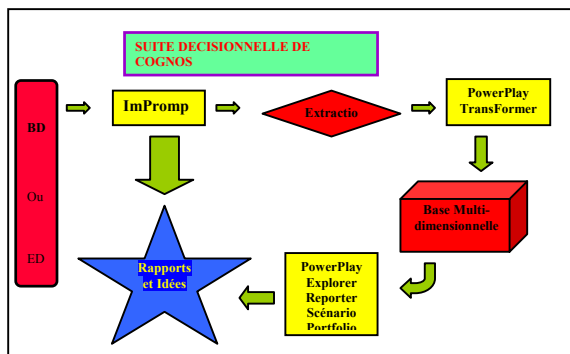 SUITE DECISIONNELLE DE
COGNOS
BD
Ou
ED
ImPromp
Extractio
PowerPlay
TransFormer
Base Multi-
dimensionnelle
PowerPlay
Explorer
Reporter
Scénario
Portfolio
Rapports
et Idées